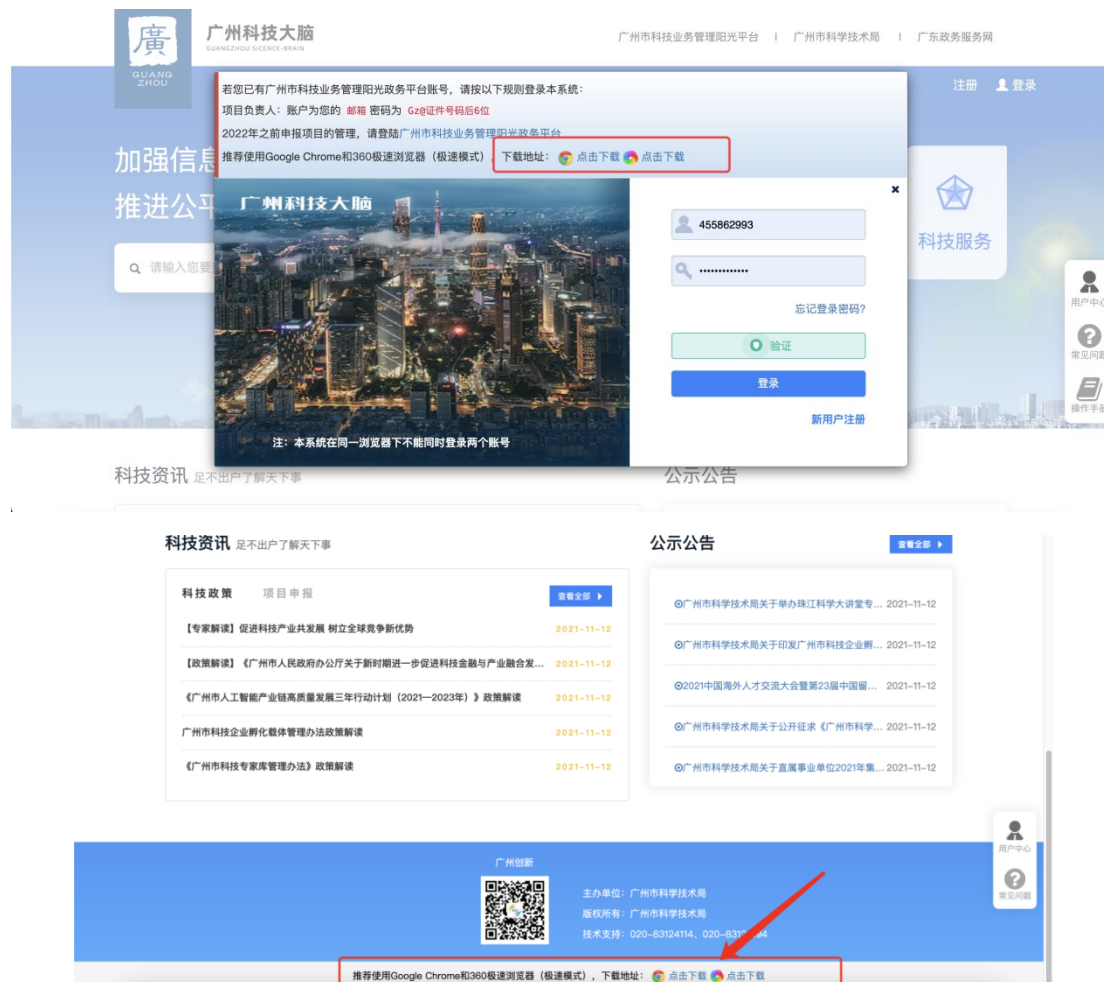 廣
GUANG
ZHOU
广州科技大脑
GUANGZHOU SICENCE-BRAIN
广州市科技业务管理阳光平台 | 广州市科学技术局 | 广东政务服务网
注册 登录
若您已有广州市科技业务管理阳光政务平台账号，请按以下规则登录本系统：
项目负责人：账户为您的 邮箱 密码为 Gz@证件号码后6位
2022年之前申报项目的管理，请登陆广州市科技业务管理阳光政务平台
推荐使用Google Chrome和360极速浏览器（极速模式），下载地址： 点击下载 点击下载
加强信息
推进公平
请输入您要
广州科技大脑
注：本系统在同一浏览器下不能同时登录两个账号
455862993
•••••••••••••
忘记登录密码?
验证
登录
新用户注册
科技服务
用户中心
常见问题
操作手册
科技资讯 足不出户了解天下事
公示公告
科技资讯 足不出户了解天下事
公示公告 查看全部
科技政策 项目申报 查看全部
【专家解读】促进科技产业共发展 树立全球竞争新优势 2021-11-12
【政策解读】《广州市人民政府办公厅关于新时期进一步促进科技金融与产业融合发... 2021-11-12
《广州市人工智能产业链高质量发展三年行动计划（2021—2023年）》政策解读 2021-11-12
广州市科技企业孵化载体管理办法政策解读 2021-11-12
《广州市科技专家库管理办法》政策解读 2021-11-12
广州市科学技术局关于举办珠江科学大讲堂专... 2021-11-12
广州市科学技术局关于印发广州市科技企业孵... 2021-11-12
2021中国海外人才交流大会暨第23届中国留... 2021-11-12
广州市科学技术局关于公开征求《广州市科学... 2021-11-12
广州市科学技术局关于直属事业单位2021年集... 2021-11-12
用户中心
常见问题
广州创新
主办单位：广州市科学技术局
版权所有：广州市科学技术局
技术支持：020-83124114、020-8312
推荐使用Google Chrome和360极速浏览器（极速模式），下载地址： 点击下载 点击下载